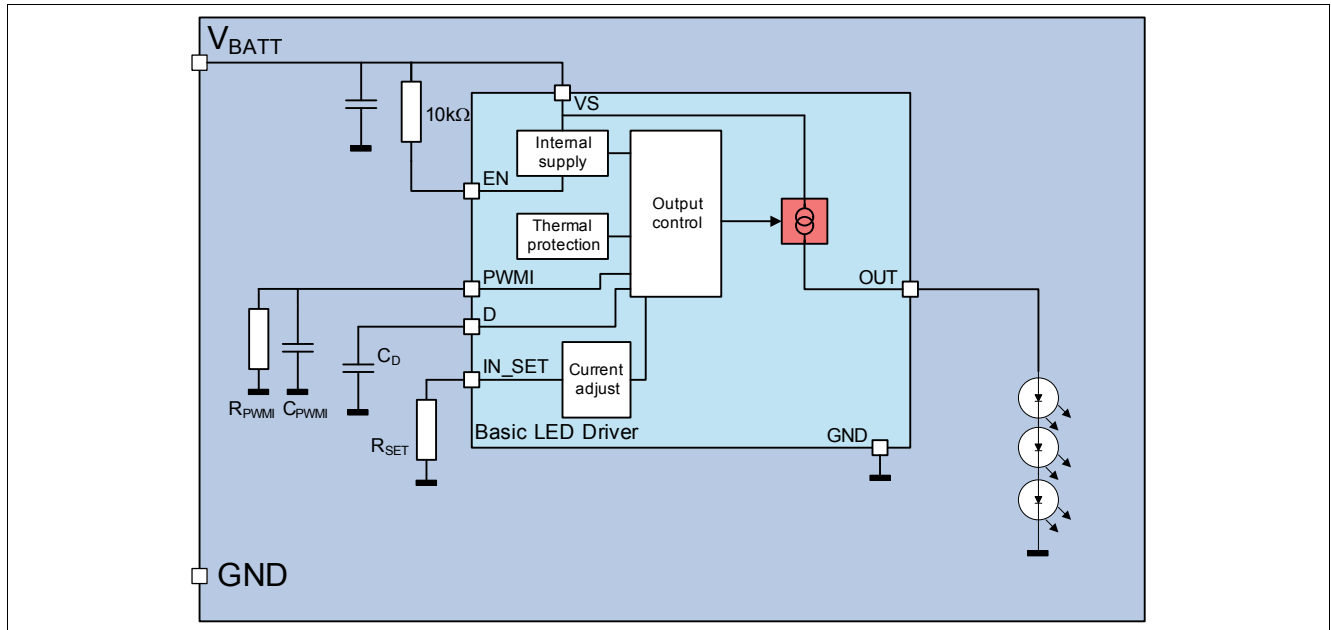 VBATT
10kΩ
VS
Internal
supply
EN
Output
control
Thermal
protection
PWMI
OUT
D
CD
IN_SET
Current
adjust
RPWMI
CPWMI
RSET
Basic LED Driver
GND
GND